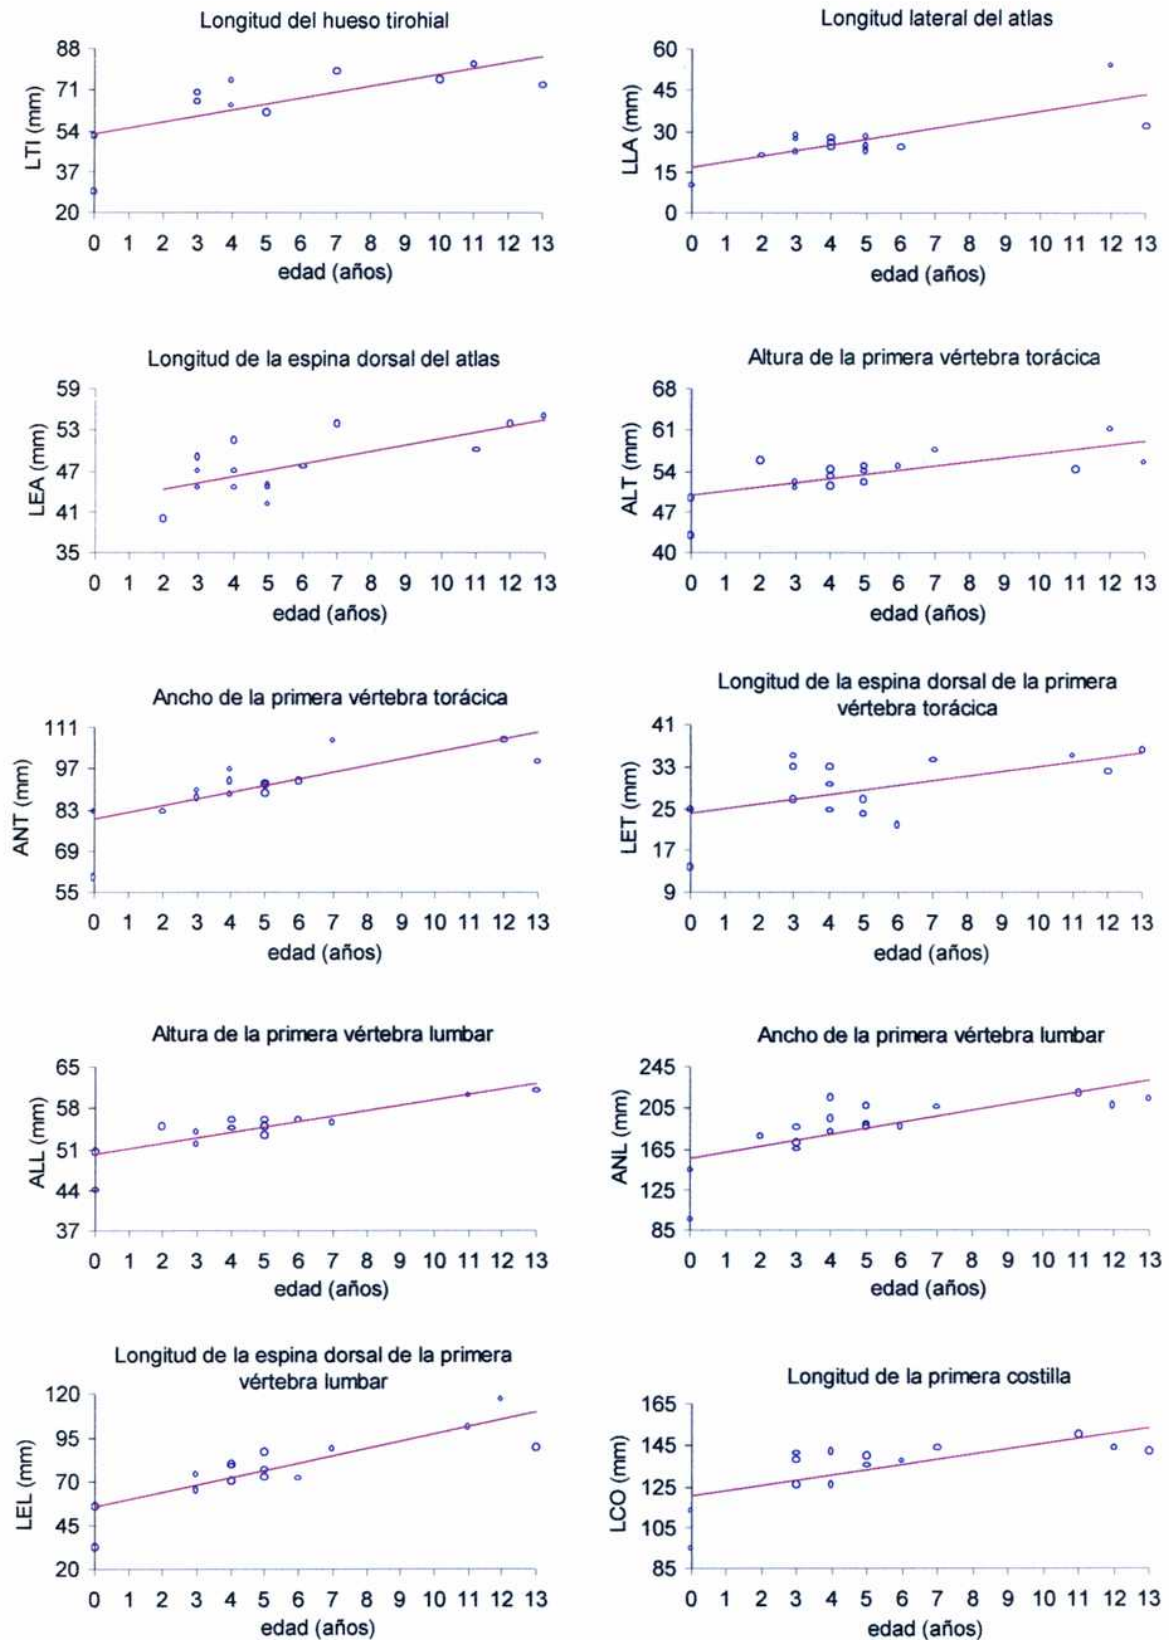 Longitud del hueso tirohial
88
71
54
37
20
LTI (mm)
0 1 2 3 4 5 6 7 8 9 10 11 12 13
edad (años)
Longitud lateral del atlas
60
45
30
15
0
LLA (mm)
0 1 2 3 4 5 6 7 8 9 10 11 12 13
edad (años)
Longitud de la espina dorsal del atlas
59
53
47
41
35
LEA (mm)
0 1 2 3 4 5 6 7 8 9 10 11 12 13
edad (años)
Altura de la primera vértebra torácica
68
61
54
47
40
ALT (mm)
0 1 2 3 4 5 6 7 8 9 10 11 12 13
edad (años)
Ancho de la primera vértebra torácica
111
97
83
69
55
ANT (mm)
0 1 2 3 4 5 6 7 8 9 10 11 12 13
edad (años)
Longitud de la espina dorsal de la primera
vértebra torácica
41
33
25
17
9
LET (mm)
0 1 2 3 4 5 6 7 8 9 10 11 12 13
edad (años)
Altura de la primera vértebra lumbar
65
58
51
44
37
ALL (mm)
0 1 2 3 4 5 6 7 8 9 10 11 12 13
edad (años)
Ancho de la primera vértebra lumbar
245
205
165
125
85
ANL (mm)
0 1 2 3 4 5 6 7 8 9 10 11 12 13
edad (años)
Longitud de la espina dorsal de la primera
vértebra lumbar
120
95
70
45
20
LEL (mm)
0 1 2 3 4 5 6 7 8 9 10 11 12 13
edad (años)
Longitud de la primera costilla
165
145
125
105
85
LCO (mm)
0 1 2 3 4 5 6 7 8 9 10 11 12 13
edad (años)